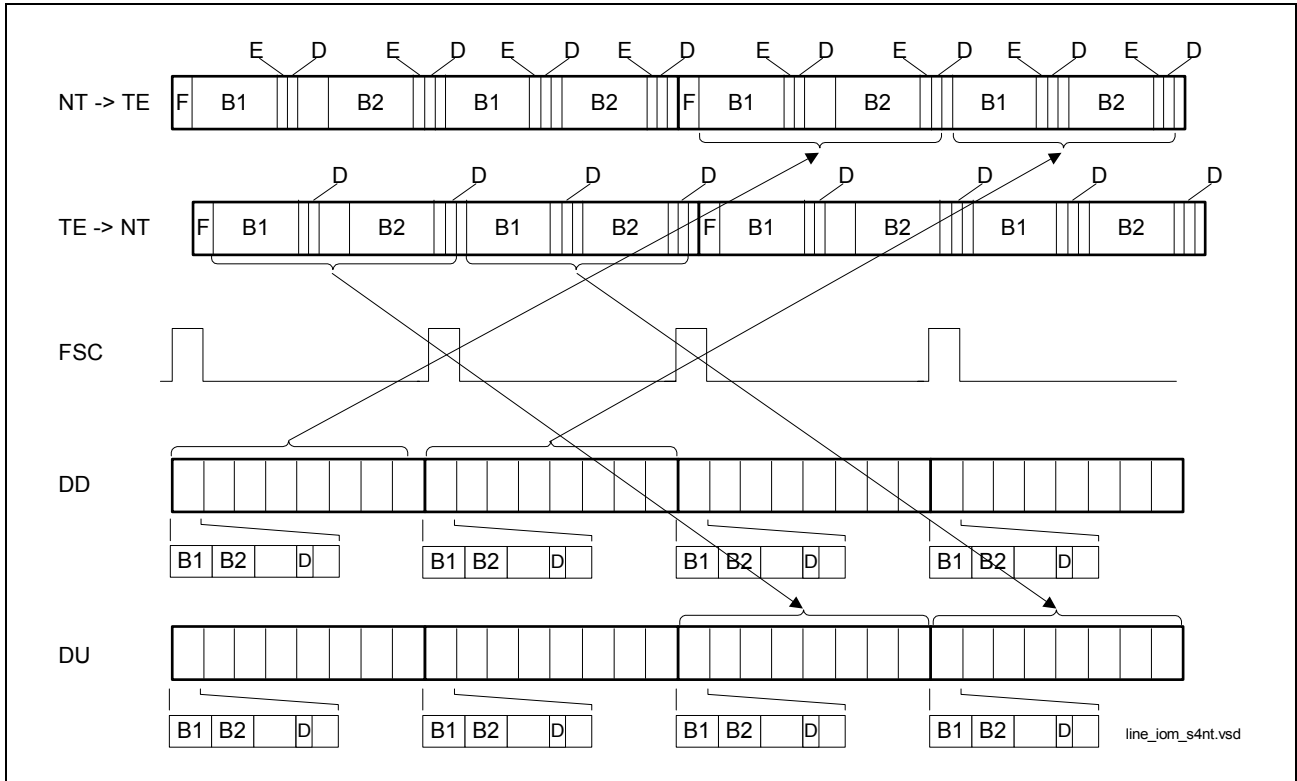 E D E D E D E D E D E D E D E D
NT -> TE F B1 B2 B1 B2 F B1 B2 B1 B2
D D D D D D D D
TE -> NT F B1 B2 B1 B2 F B1 B2 B1 B2
FSC
DD
B1 B2 D B1 B2 D B1 B2 D B1 B2 D
DU
B1 B2 D B1 B2 D B1 B2 D B1 B2 D
line_iom_s4nt.vsd